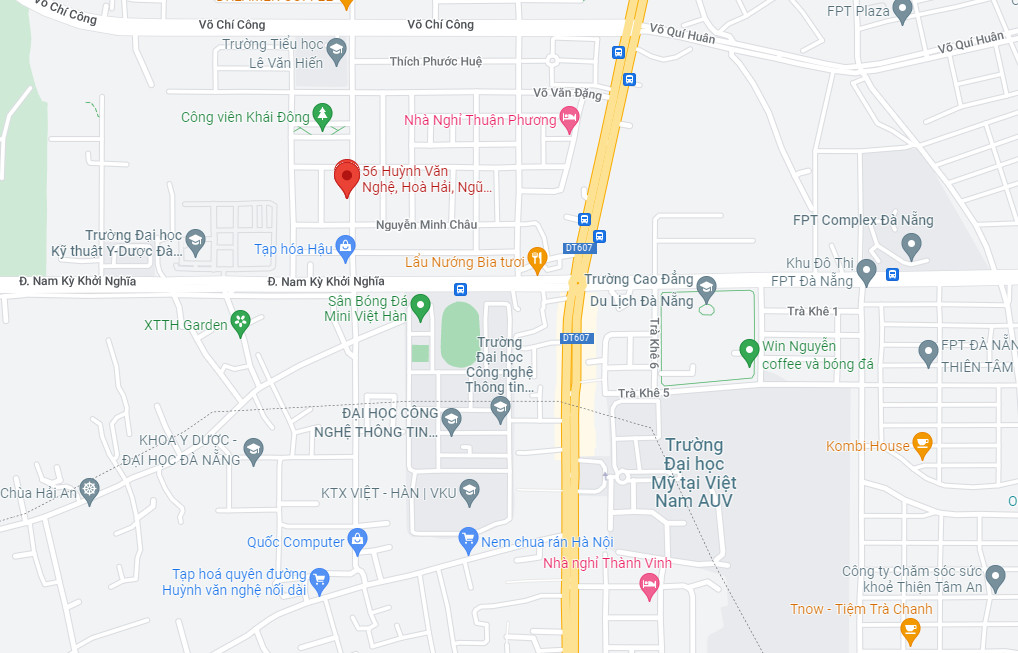 Võ Chí Công
Võ Chí Công
Võ Chí Công
FPT Plaza
Võ Quí Huân
Võ Quí Huân
Trường Tiểu học
Lê Văn Hiến
Thích Phước Huệ
Võ Văn Đặng
Công viên Khái Đông
Nhà Nghỉ Thuận Phương
56 Huỳnh Văn
Nghệ, Hoà Hải, Ngũ...
Nguyễn Minh Châu
FPT Complex Đà Nẵng
Trường Đại học
Kỹ thuật Y-Dược Đà...
Tạp hóa Hậu
DT607
Lẩu Nướng Bia tươi
Khu Đô Thị
FPT Đà Nẵng
Đ. Nam Kỳ Khởi Nghĩa
Đ. Nam Kỳ Khởi Nghĩa
Trường Cao Đẳng
Du Lịch Đà Nẵng
Sân Bóng Đá
Mini Việt Hàn
Trà Khê 1
XTTH Garden
Trà Khê 6
DT607
Trường
Đại học
Công nghệ
Thông tin...
Win Nguyễn
coffee và bóng đá
FPT ĐÀ NẴN
THIÊN TÂM
Trà Khê 5
ĐẠI HỌC CÔNG
NGHỆ THÔNG TIN...
KHOA Y DƯỢC -
ĐẠI HỌC ĐÀ NẴNG
Trường
Đại học
Mỹ tại Việt
Nam AUV
Kombi House
Chùa Hải An
KTX VIỆT - HÀN | VKU
Quốc Computer
Nem chua rán Hà Nội
Nhà nghỉ Thành Vinh
Tạp hoá quyên đường
Huỳnh văn nghệ nối dài
Công ty Chăm sóc sức
khoẻ Thiện Tâm An
Tnow - Tiệm Trà Chanh